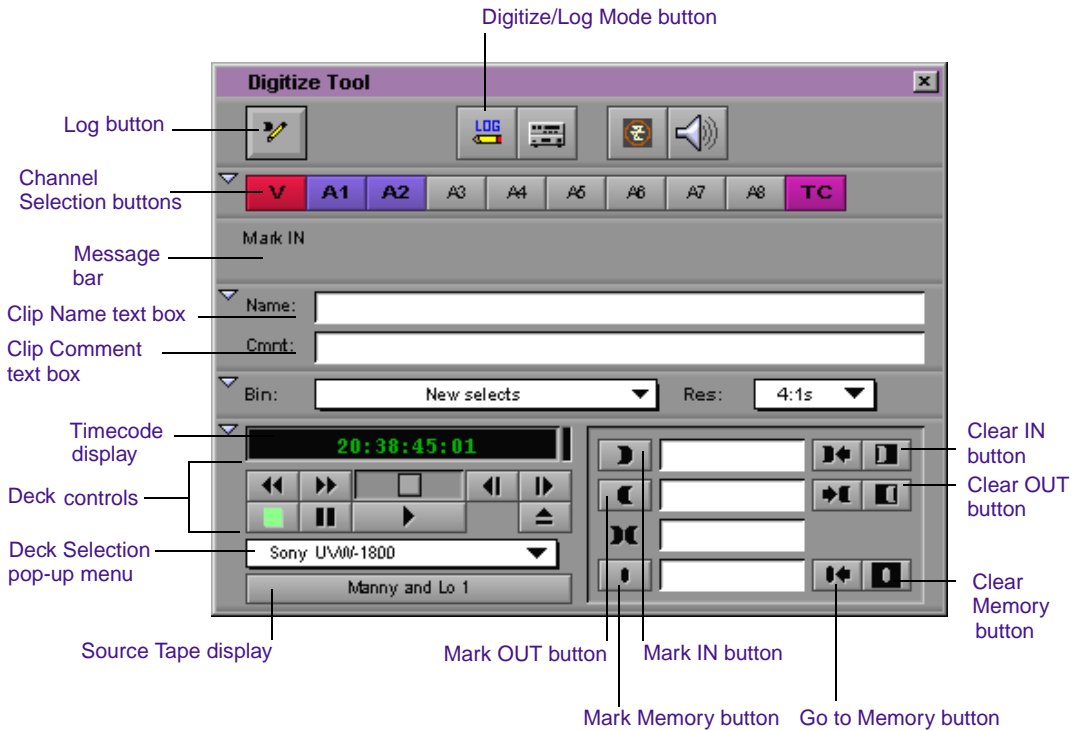 Digitize/Log Mode button
Digitize Tool
Log button
LOG
Channel
Selection buttons
V A1 A2 A3 A4 A5 A6 A7 A8 TC
Mark IN
Message
bar
Clip Name text box
Name:
Clip Comment
text box
Cmnt:
Bin: New selects Res: 4:1s
Timecode
display
20:38:45:01
Clear IN
button
Deck controls
Clear OUT
button
Deck Selection
pop-up menu
Sony UVW-1800
Manny and Lo 1
Clear
Memory
button
Source Tape display
Mark OUT button
Mark IN button
Mark Memory button
Go to Memory button